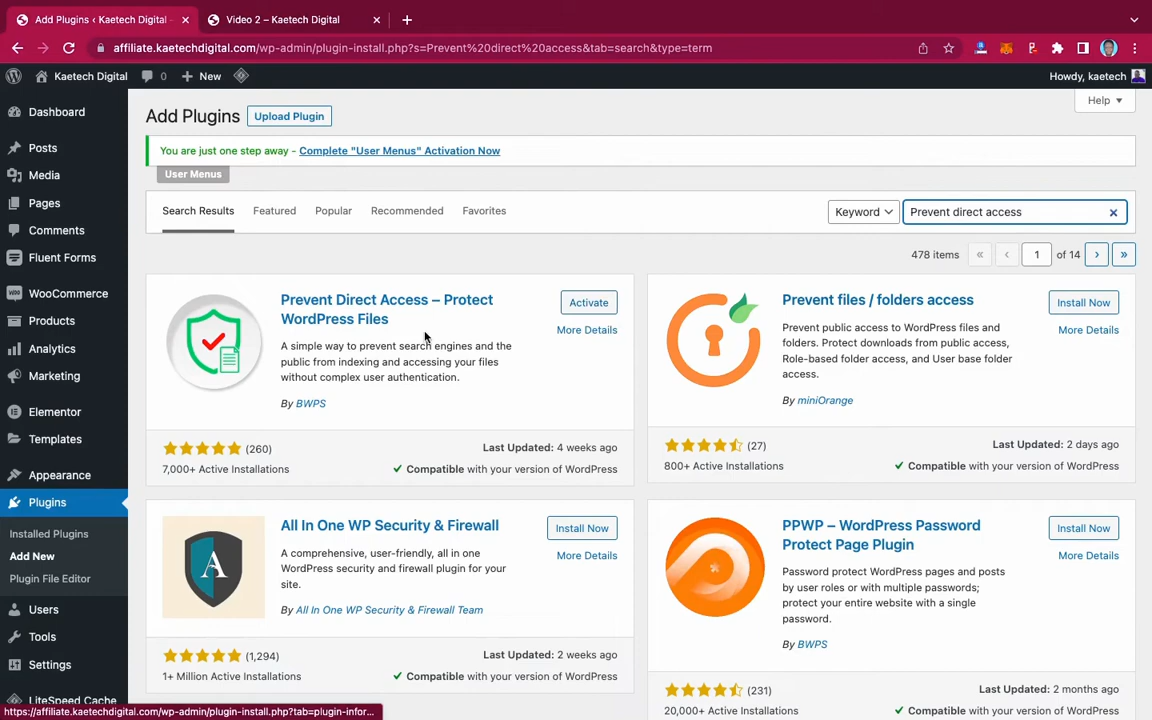 Add Plugins ‹ Kaetech Digital -
Video 2 – Kaetech Digital
affiliate.kaetechdigital.com/wp-admin/plugin-install.php?s=Prevent%20direct%20access&tab=search&type=term
Kaetech Digital
0
New
Howdy, kaetech
Dashboard
Posts
Media
Pages
Comments
Fluent Forms
WooCommerce
Products
Analytics
Marketing
Elementor
Templates
Appearance
Plugins
Installed Plugins
Add New
Plugin File Editor
Users
Tools
Settings
LiteSpeed Cache
Help
Add Plugins
Upload Plugin
You are just one step away - Complete "User Menus" Activation Now
User Menus
Search Results
Featured
Popular
Recommended
Favorites
Keyword
Prevent direct access
478 items
«
‹
1
of 14
›
»
Prevent Direct Access – Protect
WordPress Files
Activate
More Details
A simple way to prevent search engines and the
public from indexing and accessing your files
without complex user authentication.
By BWPS
(260)
7,000+ Active Installations
Last Updated: 4 weeks ago
Compatible with your version of WordPress
Prevent files / folders access
Install Now
More Details
Prevent public access to WordPress files and
folders. Protect downloads from public access,
Role-based folder access, and User base folder
access.
By miniOrange
(27)
800+ Active Installations
Last Updated: 2 days ago
Compatible with your version of WordPress
All In One WP Security & Firewall
Install Now
More Details
A comprehensive, user-friendly, all in one
WordPress security and firewall plugin for your
site.
By All In One WP Security & Firewall Team
A
(1,294)
1+ Million Active Installations
Last Updated: 2 weeks ago
Compatible with your version of WordPress
PPWP – WordPress Password
Protect Page Plugin
Install Now
More Details
Password protect WordPress pages and posts
by user roles or with multiple passwords;
protect your entire website with a single
password.
By BWPS
(231)
20,000+ Active Installations
Last Updated: 2 months ago
Compatible with your version of WordPress
https://affiliate.kaetechdigital.com/wp-admin/plugin-install.php?tab=plugin-infor...